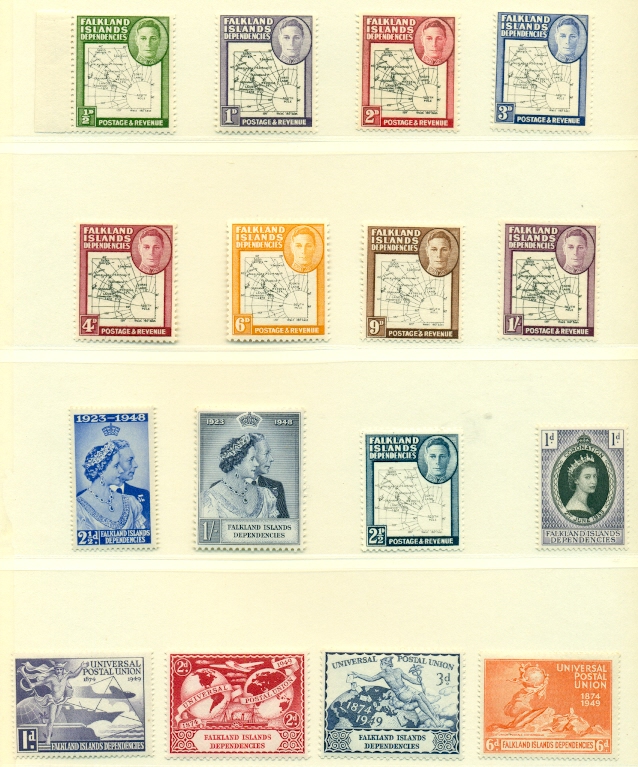 FALKLAND
ISLANDS
DEPENDENCIES
½D
POSTAGE & REVENUE
FALKLAND
ISLANDS
DEPENDENCIES
1D
POSTAGE & REVENUE
FALKLAND
ISLANDS
DEPENDENCIES
2D
POSTAGE & REVENUE
FALKLAND
ISLANDS
DEPENDENCIES
3D
POSTAGE & REVENUE
FALKLAND
ISLANDS
DEPENDENCIES
4D
POSTAGE & REVENUE
FALKLAND
ISLANDS
DEPENDENCIES
6D
POSTAGE & REVENUE
FALKLAND
ISLANDS
DEPENDENCIES
9D
POSTAGE & REVENUE
FALKLAND
ISLANDS
DEPENDENCIES
1/-
POSTAGE & REVENUE
1923-1948
2½d. FALKLAND ISLANDS
DEPENDENCIES
1923 1948
1/- FALKLAND ISLANDS
DEPENDENCIES
FALKLAND
ISLANDS
DEPENDENCIES
2½D
POSTAGE & REVENUE
1d 1d
CORONATION
JUNE 1953
FALKLAND ISLANDS
DEPENDENCIES
UNIVERSAL
POSTAL UNION
1874 1949
1d FALKLAND ISLANDS DEPENDENCIES
2d 1949
UNIVERSAL POSTAL UNION
1874 2d
FALKLAND ISLANDS
DEPENDENCIES
UNIVERSAL POSTAL UNION
3d
1874
1949
FALKLAND ISLANDS
DEPENDENCIES
UNIVERSAL
POSTAL
UNION
1874
1949
6d FALKLAND ISLANDS DEPENDENCIES 6d